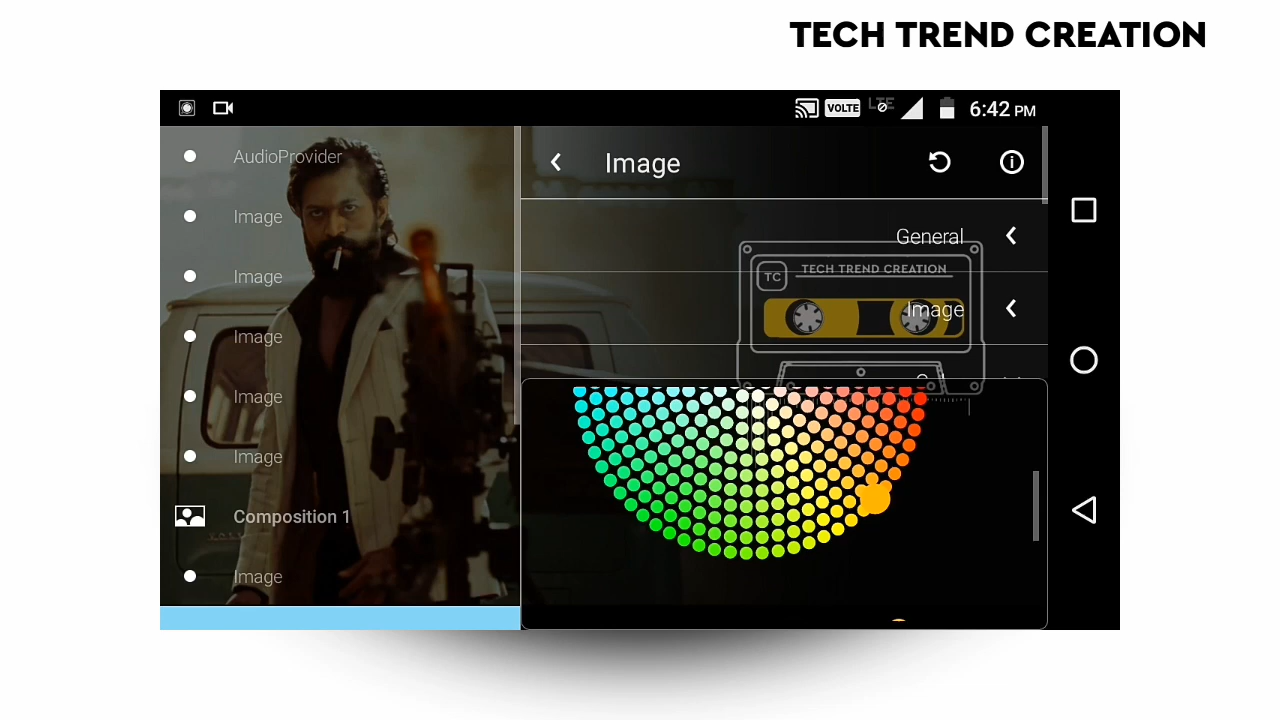 TECH TREND CREATION
VOLTE
LTE
6:42 PM
AudioProvider
Image
Image
Image
Image
Image
Composition 1
Image
Image
General
TC
TECH TREND CREATION
Image